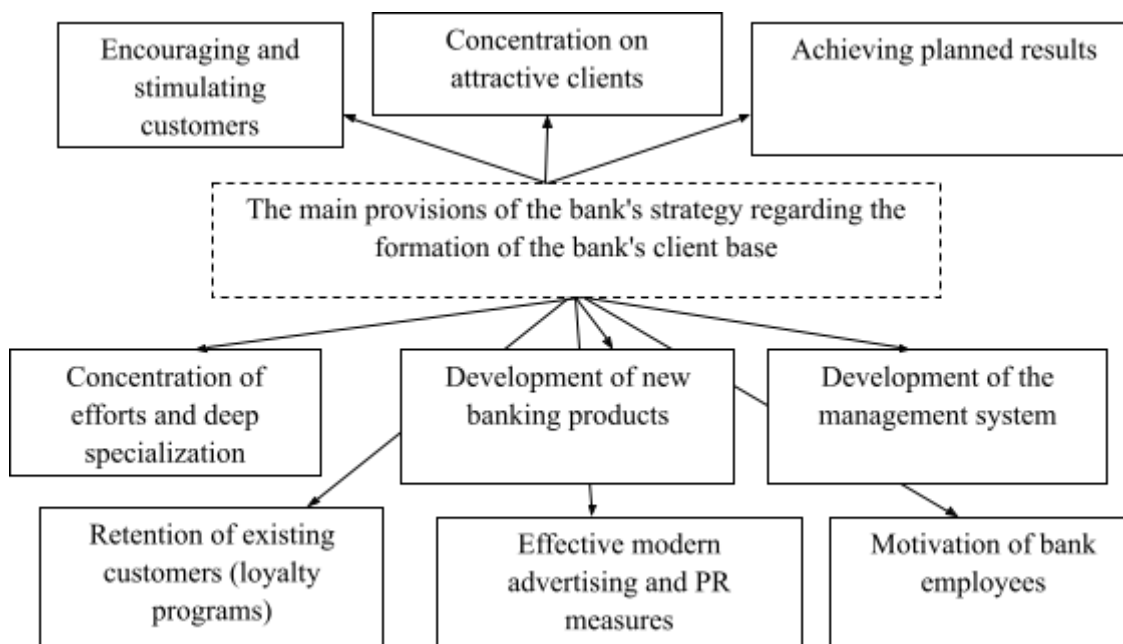 Encouraging and
stimulating
customers
Concentration on
attractive clients
Achieving planned results
The main provisions of the bank's strategy regarding the
formation of the bank's client base
Concentration of
efforts and deep
specialization
Development of new
banking products
Development of the
management system
Retention of existing
customers (loyalty
programs)
Effective modern
advertising and PR
measures
Motivation of bank
employees